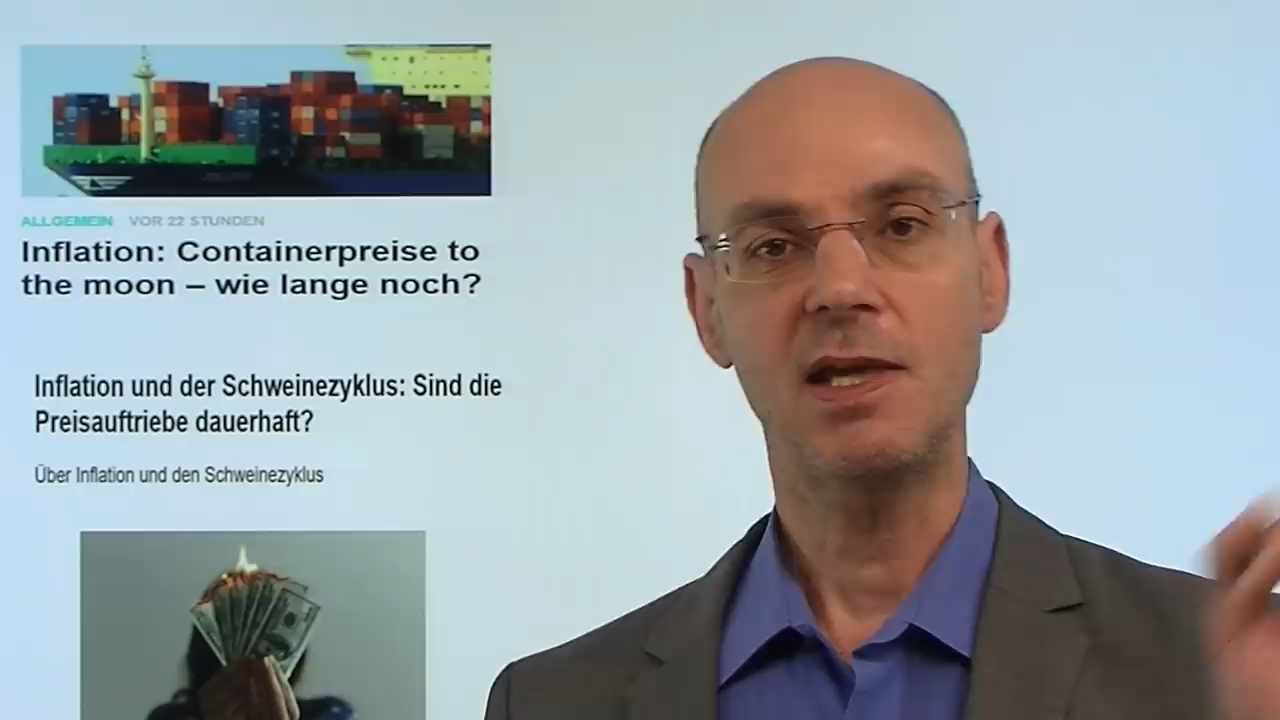 ALLGEMEIN VOR 22 STUNDEN
Inflation: Containerpreise to
the moon – wie lange noch?
Inflation und der Schweinezyklus: Sind die
Preisauftriebe dauerhaft?
Über Inflation und den Schweinezyklus